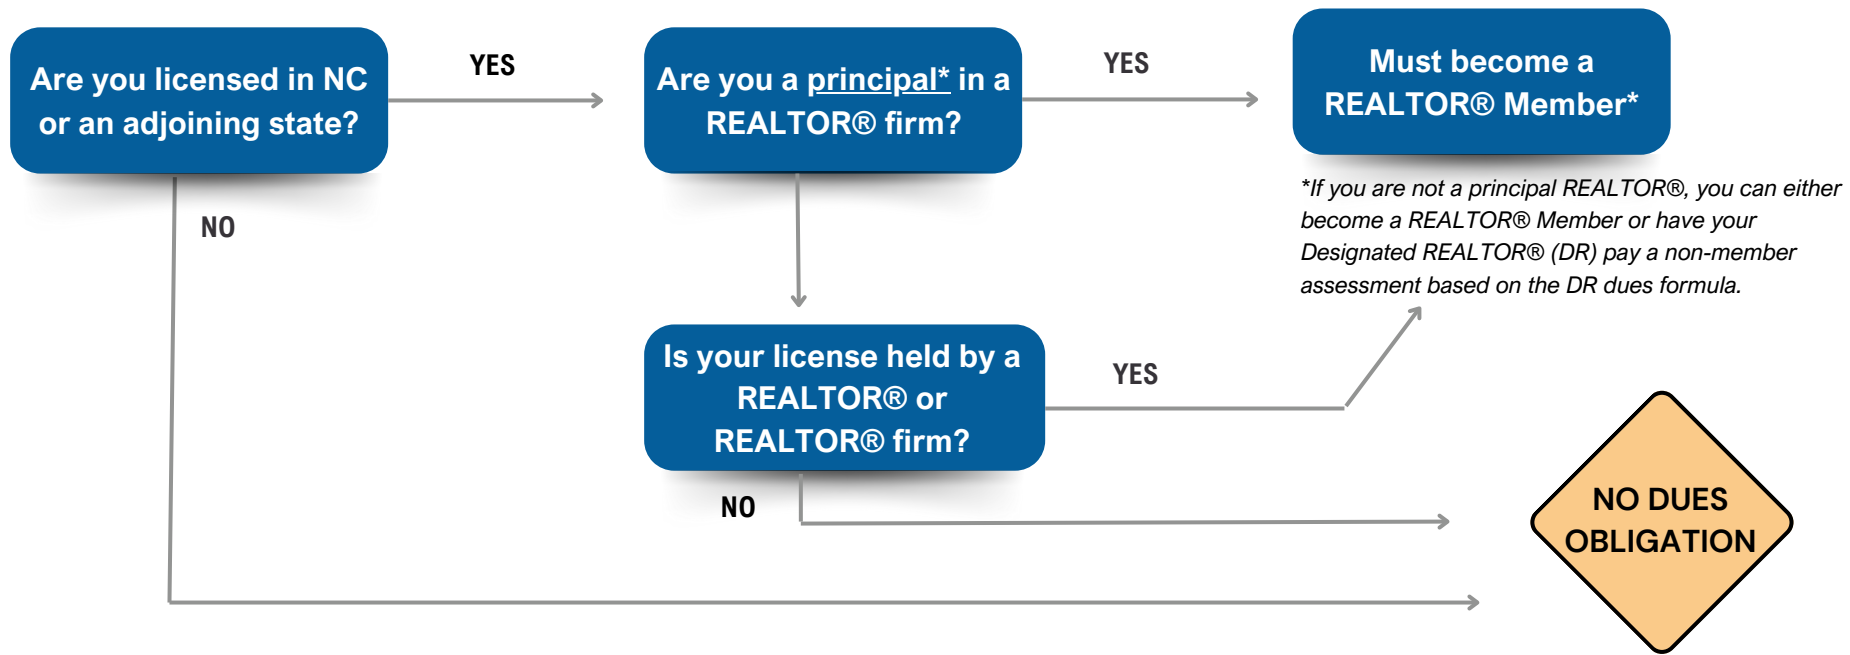 Are you licensed in NC
or an adjoining state?
YES
Are you a principal* in a
REALTOR® firm?
YES
Must become a
REALTOR® Member*
*If you are not a principal REALTOR®, you can either
become a REALTOR® Member or have your
Designated REALTOR® (DR) pay a non-member
assessment based on the DR dues formula.
NO
Is your license held by a
REALTOR® or
REALTOR® firm?
YES
NO
NO DUES
OBLIGATION